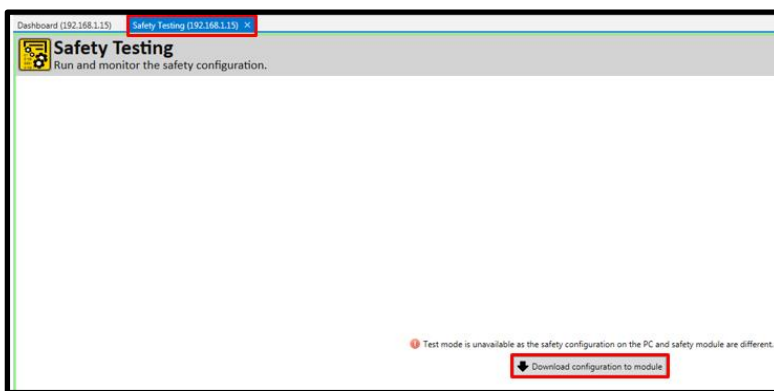 Dashboard (192.168.1.15) Safety Testing (192.168.1.15) ×
Safety Testing
Run and monitor the safety configuration.
Test mode is unavailable as the safety configuration on the PC and safety module are different.
Download configuration to module